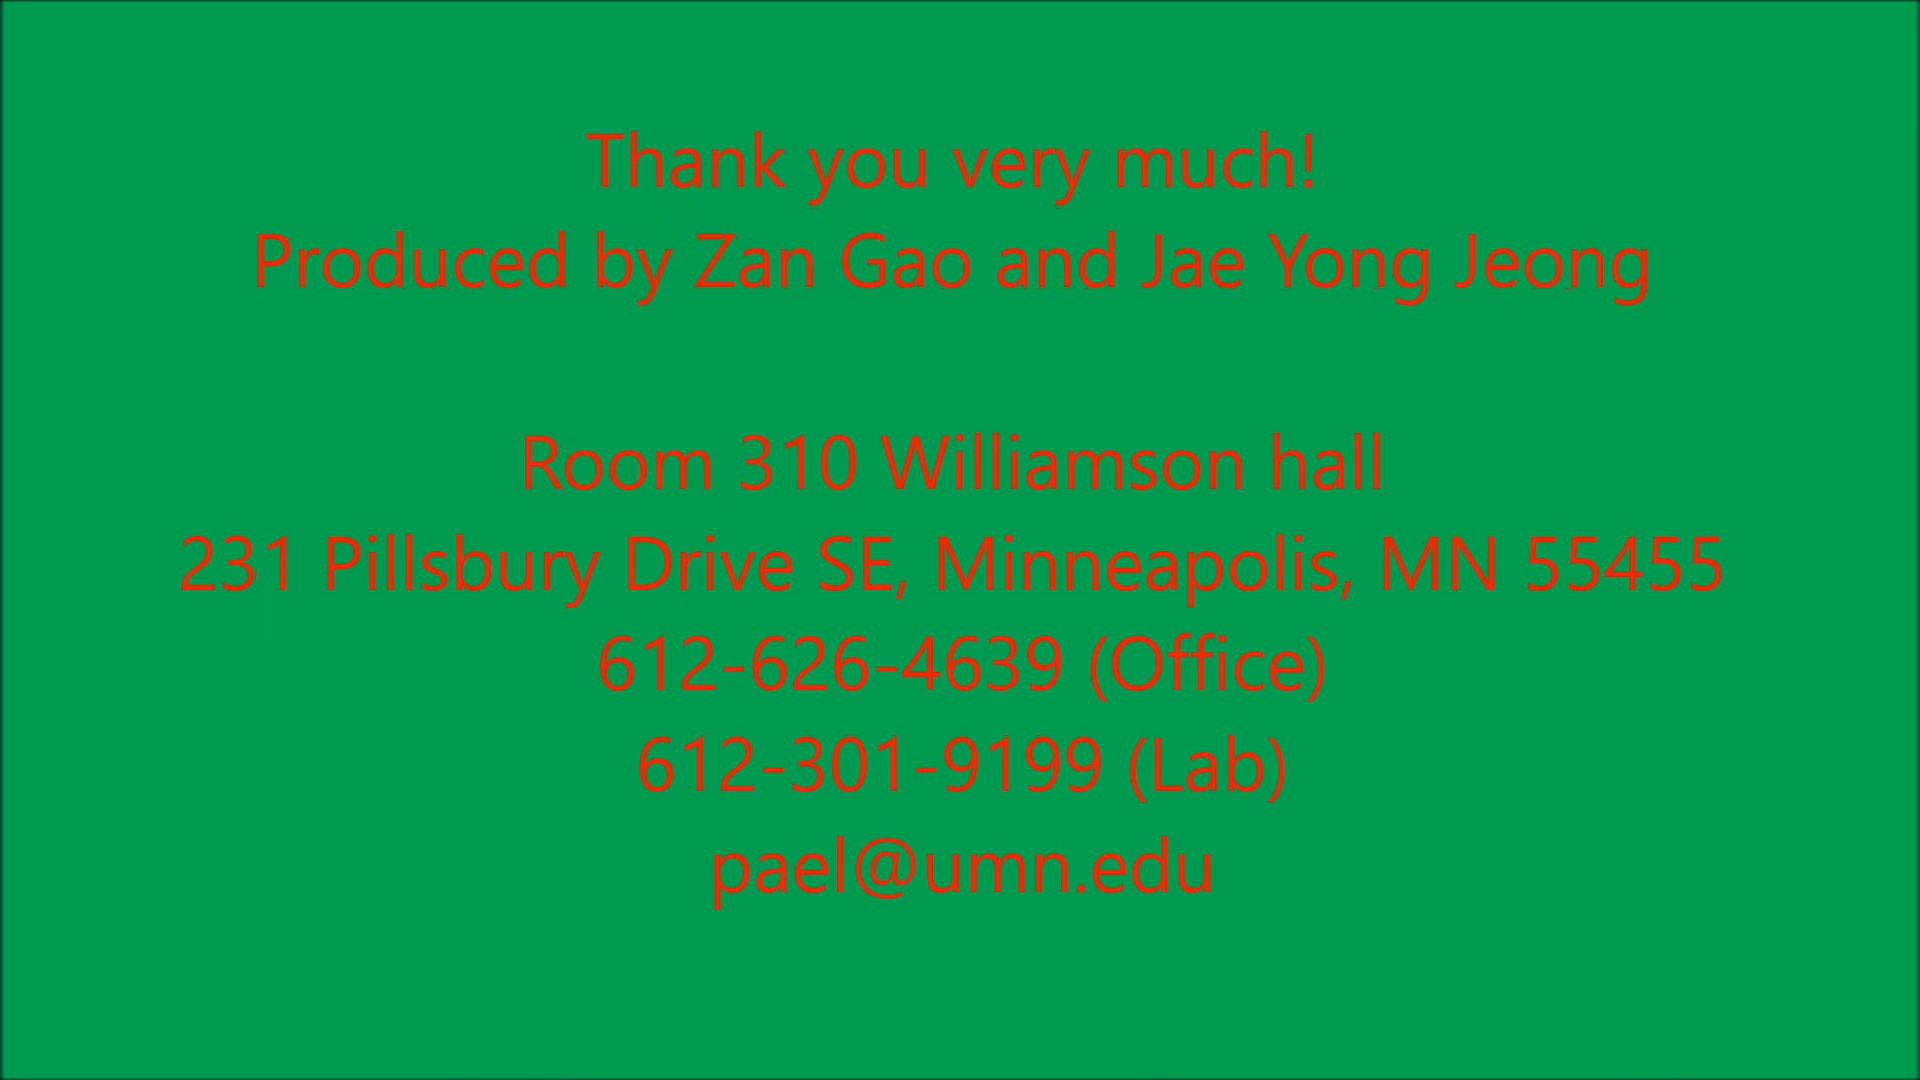 Thank you very much!
Produced by Zan Gao and Jae Yong Jeong
Room 310 Williamson hall
231 Pillsbury Drive SE, Minneapolis, MN 55455
612-626-4639 (Office)
612-301-9199 (Lab)
pael@umn.edu